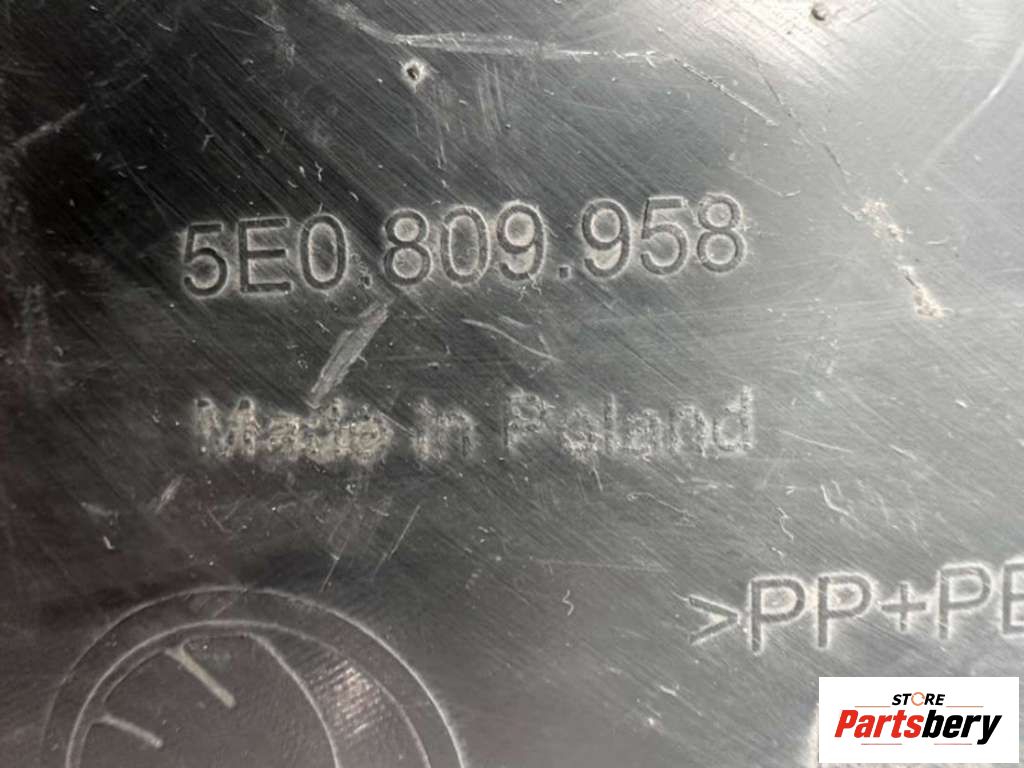 5E0.809.958
Made in Poland
>PP+PE
STORE
Partsbery